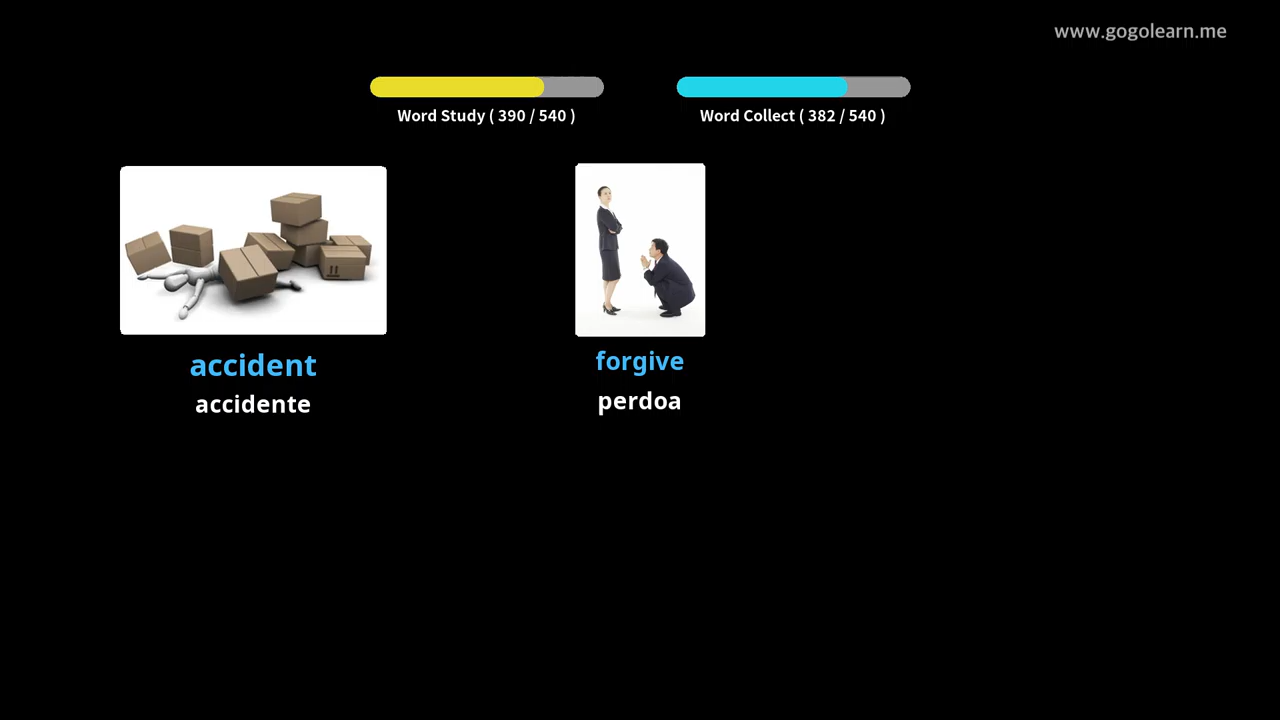 www.gogolearn.me
Word Study ( 390 / 540 )
Word Collect ( 382 / 540 )
accident
accidente
forgive
perdoa